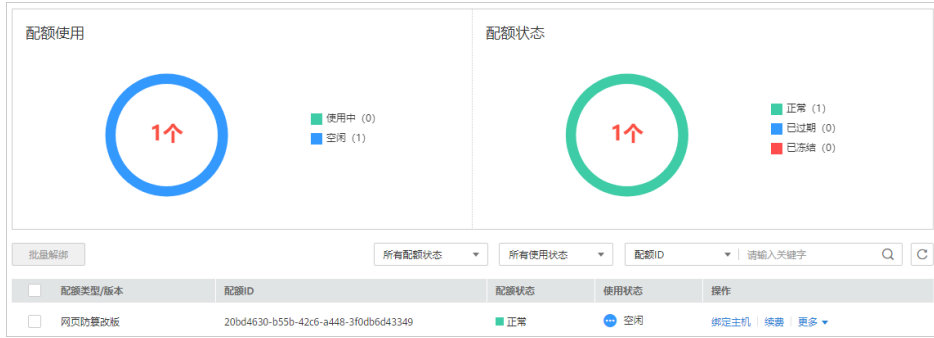 配额使用
1个
使用中（0）
空闲（1）
配额状态
1个
正常（1）
已过期（0）
已冻结（0）
批量解绑 所有配额状态 所有使用状态 配额ID 请输入关键字
配额类型/版本 配额ID 配额状态 使用状态 操作
网页防篡改版 20bd4630-b55b-42c6-a448-3f0db6d43349 正常 空闲 绑定主机 续费 更多